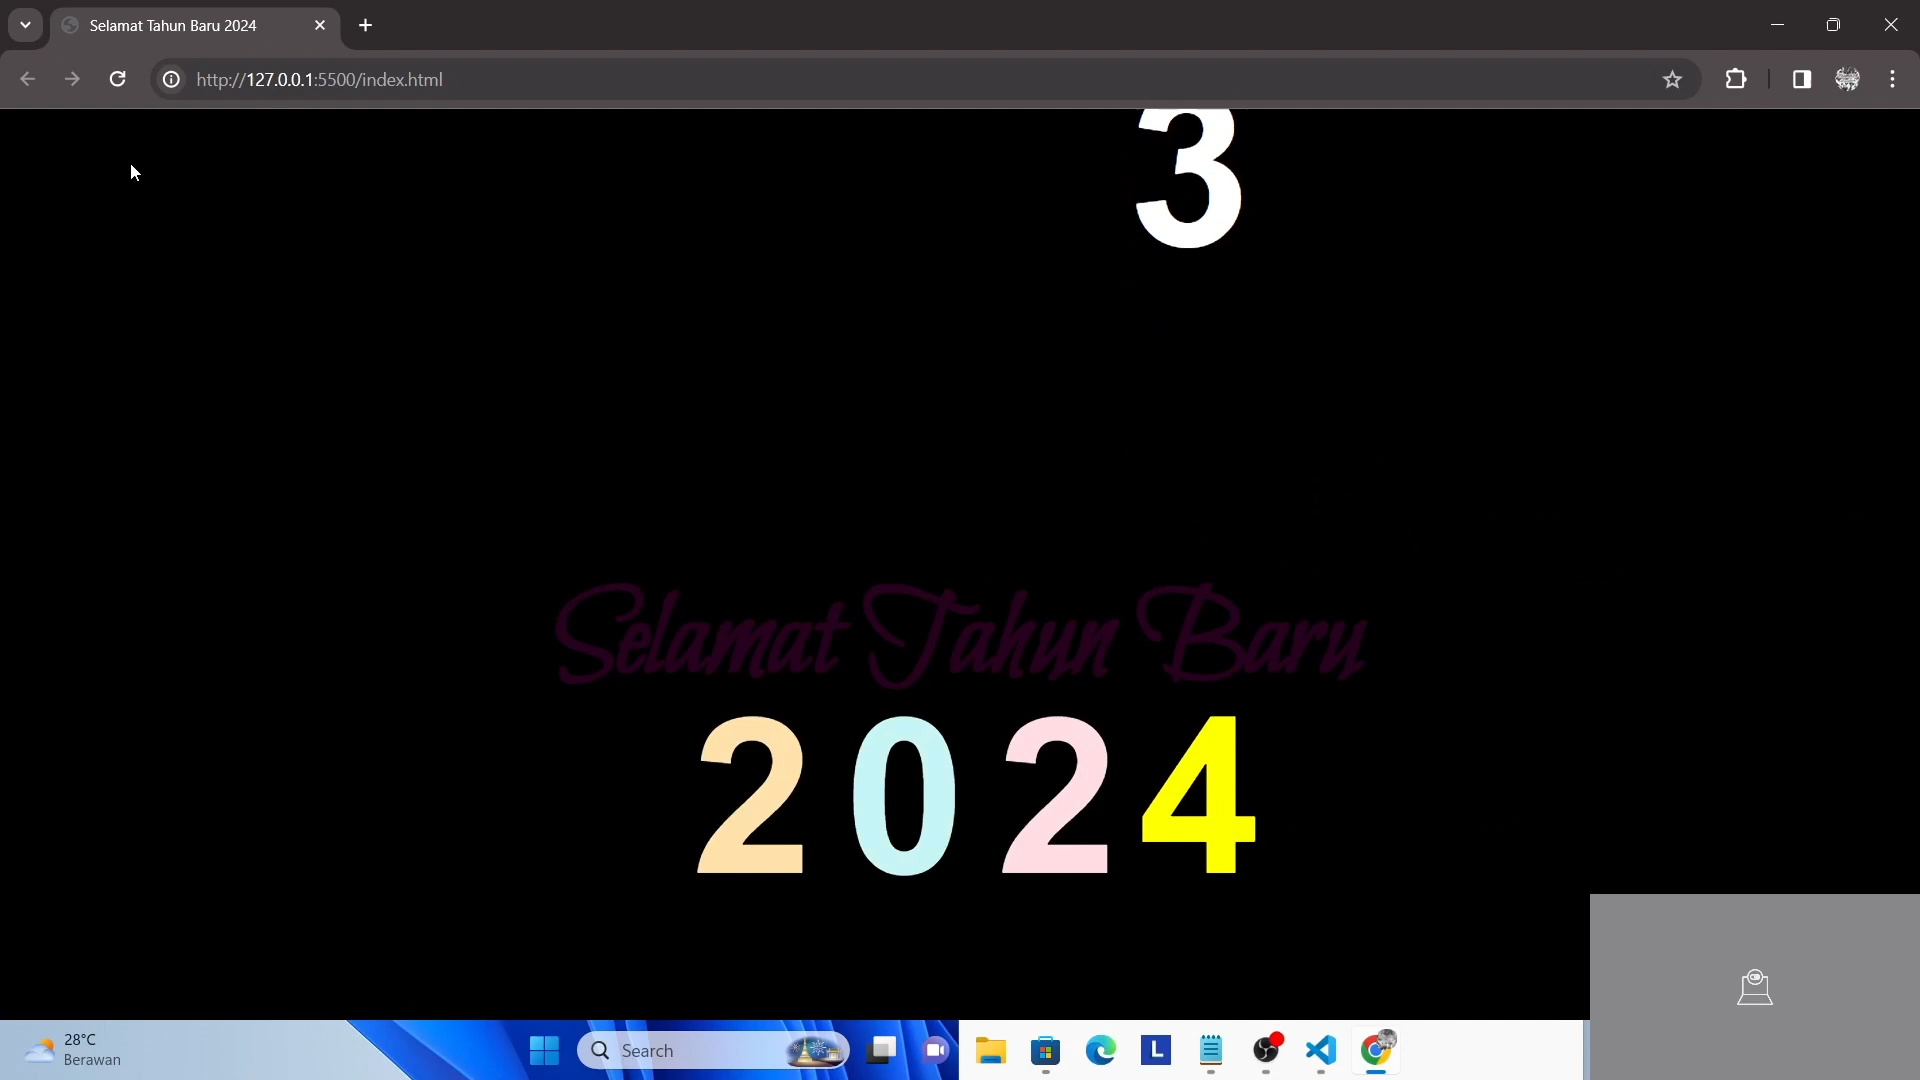 Selamat Tahun Baru 2024
http://127.0.0.1:5500/index.html
3
Selamat Tahun Baru
2024
28°C
Berawan
Search
L